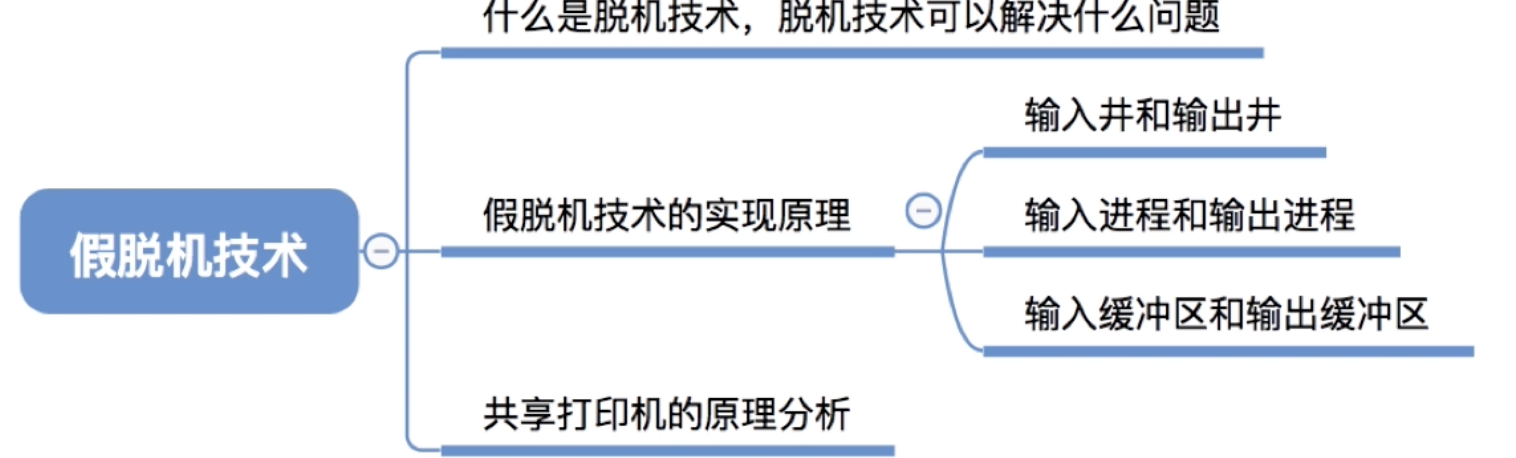 什么是脱机技术，脱机技术可以解决什么问题
输入井和输出井
假脱机技术的实现原理
输入进程和输出进程
假脱机技术
输入缓冲区和输出缓冲区
共享打印机的原理分析